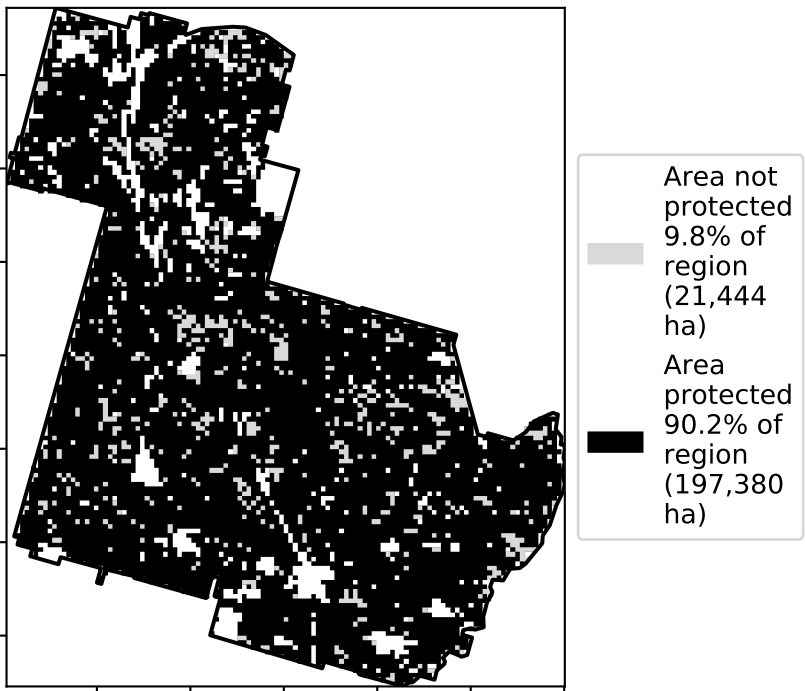 Area not
protected
9.8% of
region
(21,444
ha)
Area
protected
90.2% of
region
(197,380
ha)